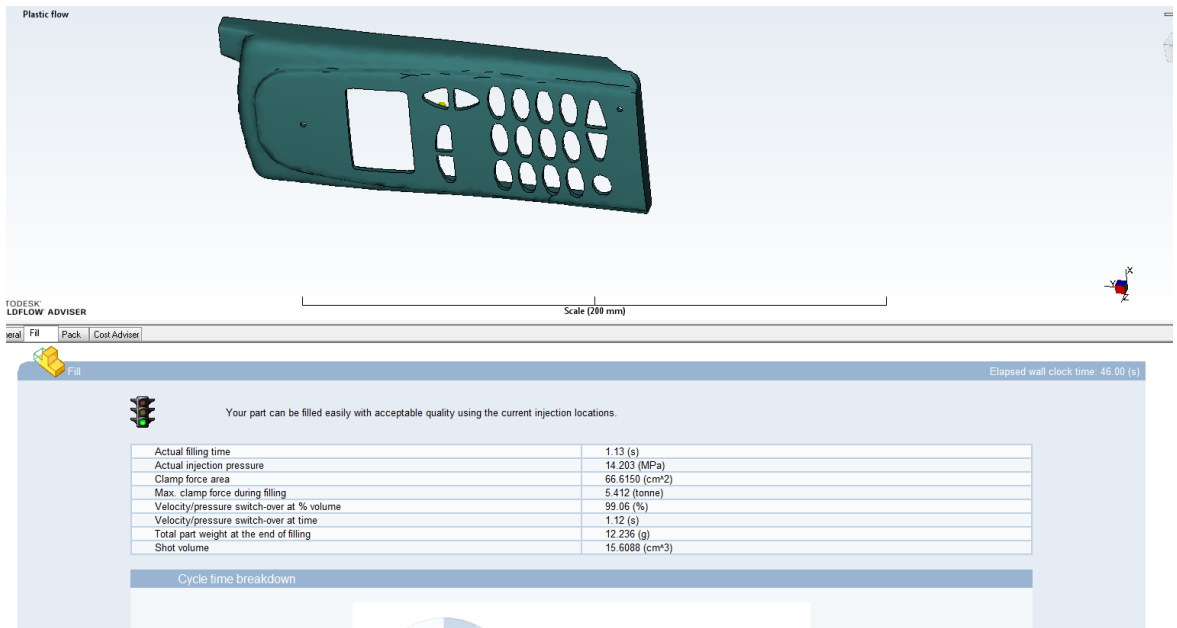 Plastic flow
X
Y
Z
TODESK'
LDFLOW' ADVISER
Scale (200 mm)
neral Fill Pack Cost Adviser
Fill Elapsed wall clock time: 46.00 (s)
Your part can be filled easily with acceptable quality using the current injection locations.
Actual filling time 1.13 (s)
Actual injection pressure 14.203 (MPa)
Clamp force area 66.6150 (cm^2)
Max. clamp force during filling 5.412 (tonne)
Velocity/pressure switch-over at % volume 99.06 (%)
Velocity/pressure switch-over at time 1.12 (s)
Total part weight at the end of filling 12.236 (g)
Shot volume 15.6088 (cm^3)
Cycle time breakdown